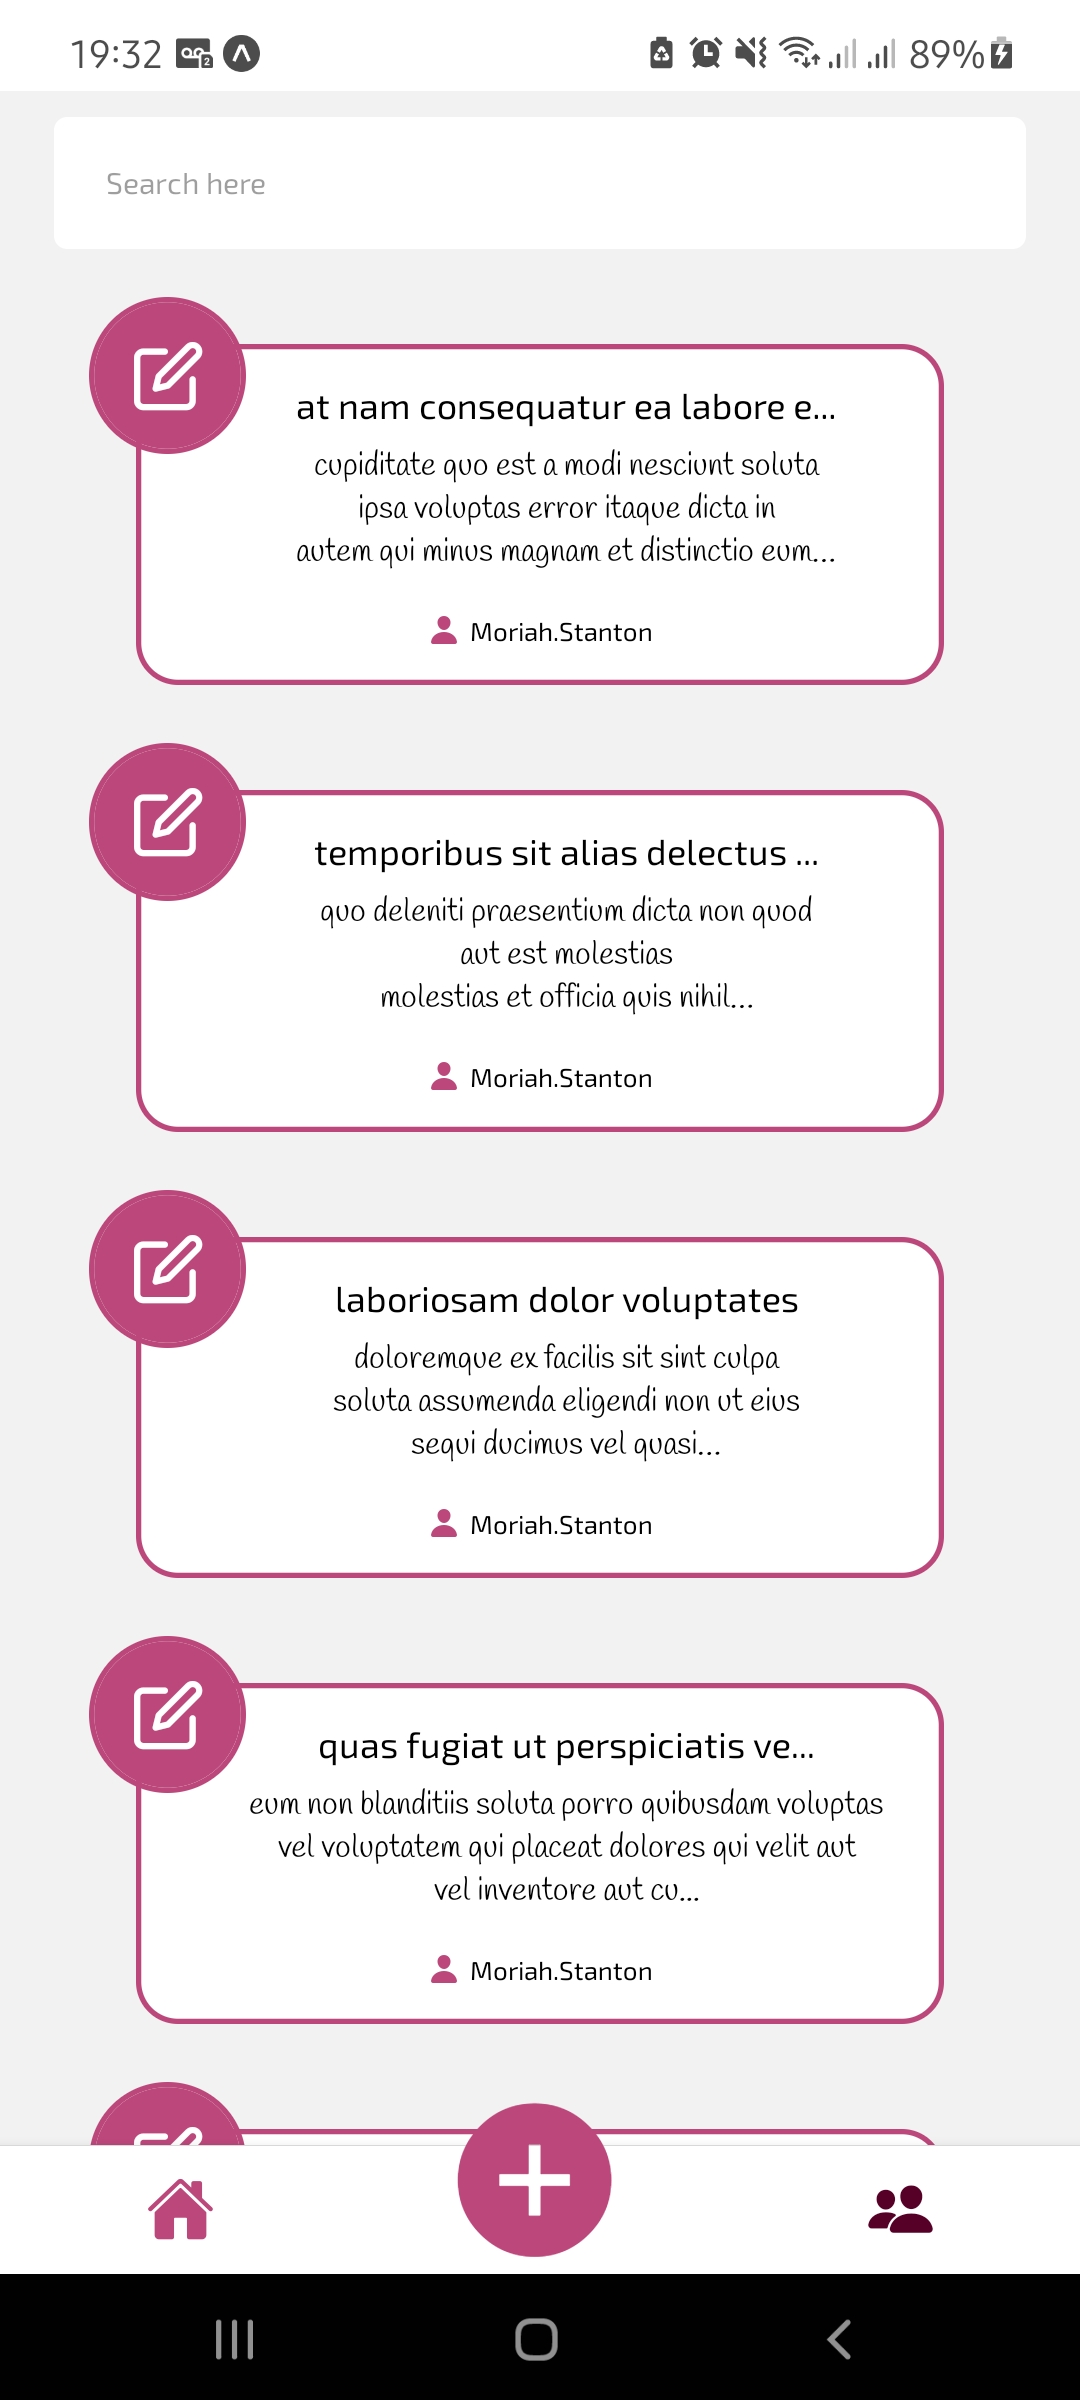 19:32
89%
Search here
at nam consequatur ea labore e...
cupiditate quo est a modi nesciunt soluta
ipsa voluptas error itaque dicta in
autem qui minus magnam et distinctio eum...
Moriah.Stanton
temporibus sit alias delectus ...
quo deleniti praesentium dicta non quod
aut est molestias
molestias et officia quis nihil...
Moriah.Stanton
laboriosam dolor voluptates
doloremque ex facilis sit sint culpa
soluta assumenda eligendi non ut eius
sequi ducimus vel quasi...
Moriah.Stanton
quas fugiat ut perspiciatis ve...
eum non blanditiis soluta porro quibusdam voluptas
vel voluptatem qui placeat dolores qui velit aut
vel inventore aut cu...
Moriah.Stanton